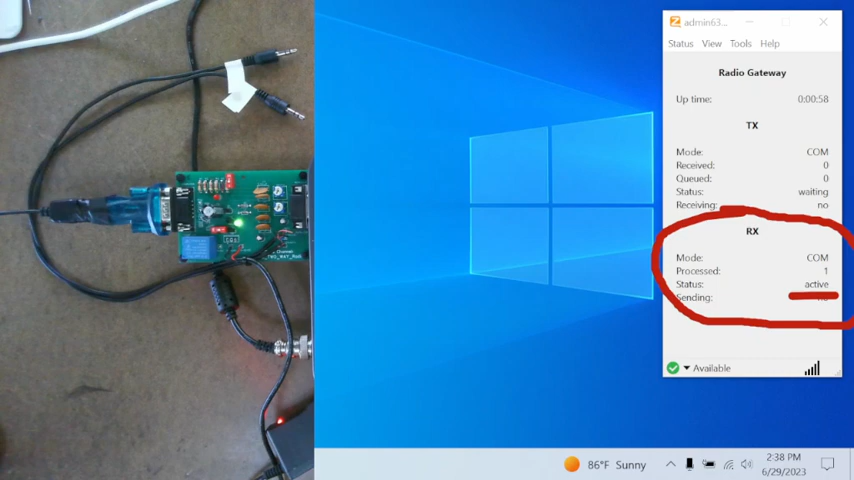 admin63...
Status View Tools Help
Radio Gateway
Up time: 0:00:58
TX
Mode: COM
Received: 0
Queued: 0
Status: waiting
Receiving: no
RX
Mode: COM
Processed: 1
Status: active
Sending:
Available
86°F Sunny
2:38 PM
6/29/2023